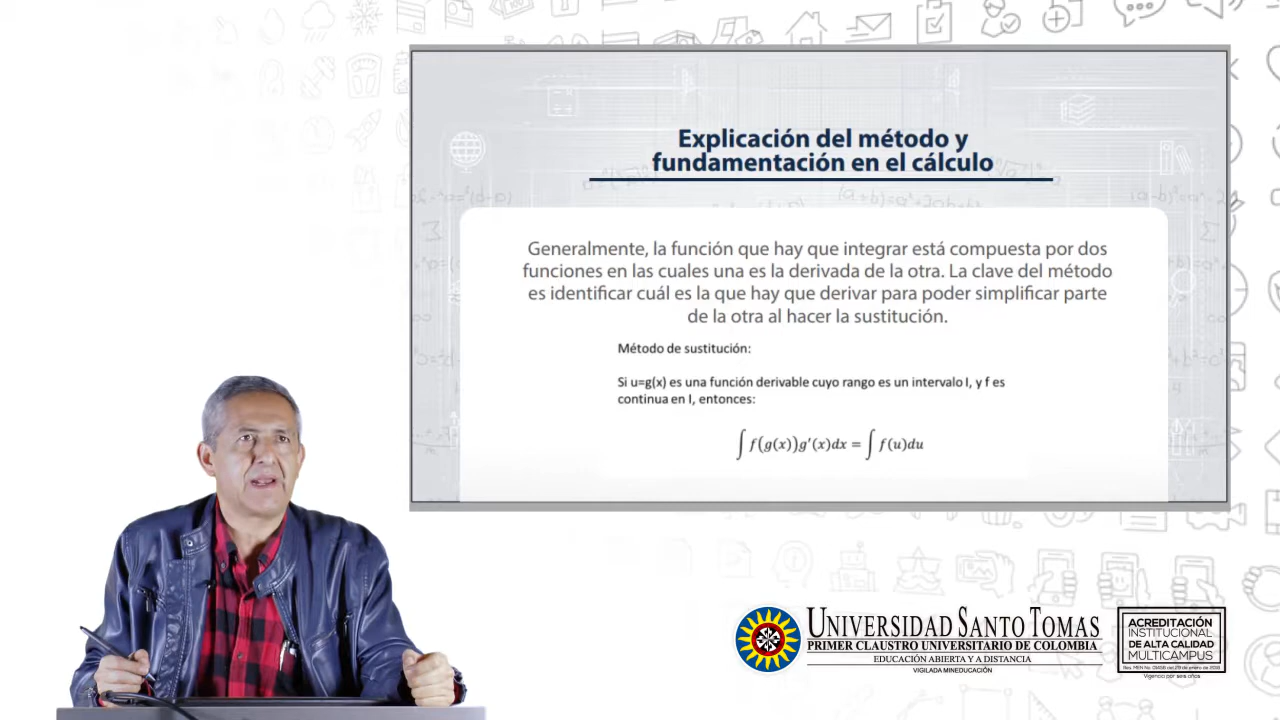 Explicación del método y
fundamentación en el cálculo
Generalmente, la función que hay que integrar está compuesta por dos
funciones en las cuales una es la derivada de la otra. La clave del método
es identificar cuál es la que hay que derivar para poder simplificar parte
de la otra al hacer la sustitución.
Método de sustitución:
Si u=g(x) es una función derivable cuyo rango es un intervalo I, y f es
continua en I, entonces:
∫ f(g(x))g′(x)dx = ∫ f(u)du
UNIVERSIDAD SANTO TOMAS
PRIMER CLAUSTRO UNIVERSITARIO DE COLOMBIA
EDUCACIÓN ABIERTA Y A DISTANCIA
VIGILADA MINEDUCACIÓN
ACREDITACIÓN
INSTITUCIONAL
DE ALTA CALIDAD
MULTICAMPUS
Vigencia por seis años